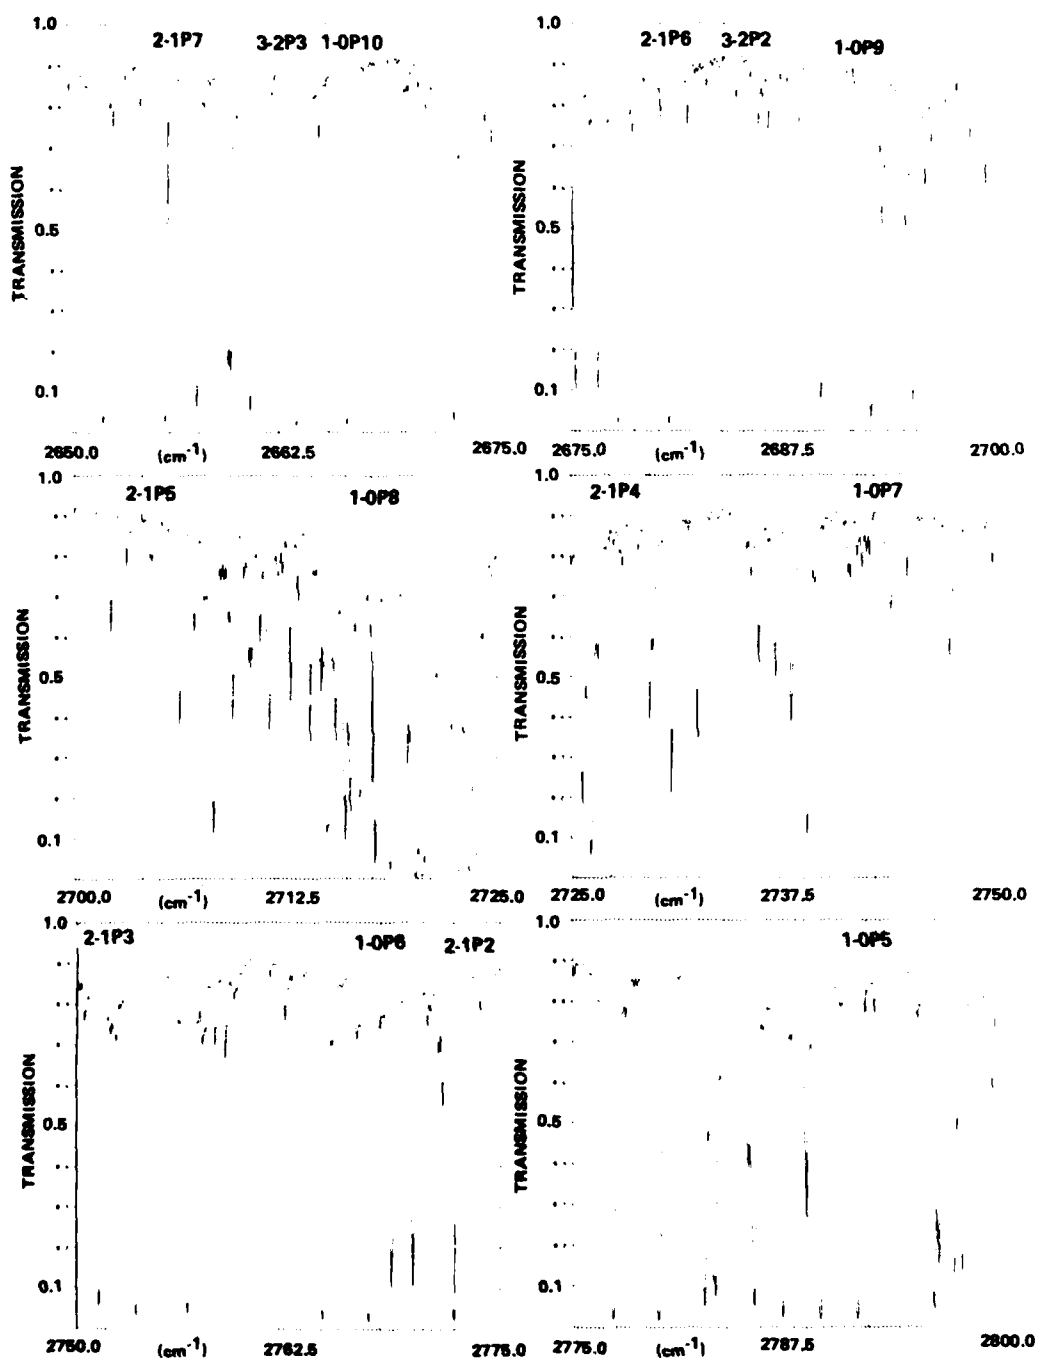 1.0
2-1P7 3-2P3 1-0P10
TRANSMISSION
0.5
0.1
2650.0 (cm-1) 2662.5 2675.0
1.0
2-1P6 3-2P2 1-0P9
TRANSMISSION
0.5
0.1
2675.0 (cm-1) 2687.5 2700.0
1.0
2-1P5 1-0P8
TRANSMISSION
0.5
0.1
2700.0 (cm-1) 2712.5 2725.0
1.0
2-1P4 1-0P7
TRANSMISSION
0.5
0.1
2725.0 (cm-1) 2737.5 2750.0
1.0
2-1P3 1-0P6 2-1P2
TRANSMISSION
0.5
0.1
2750.0 (cm-1) 2762.5 2775.0
1.0
1-0P5
TRANSMISSION
0.5
0.1
2775.0 (cm-1) 2787.5 2800.0